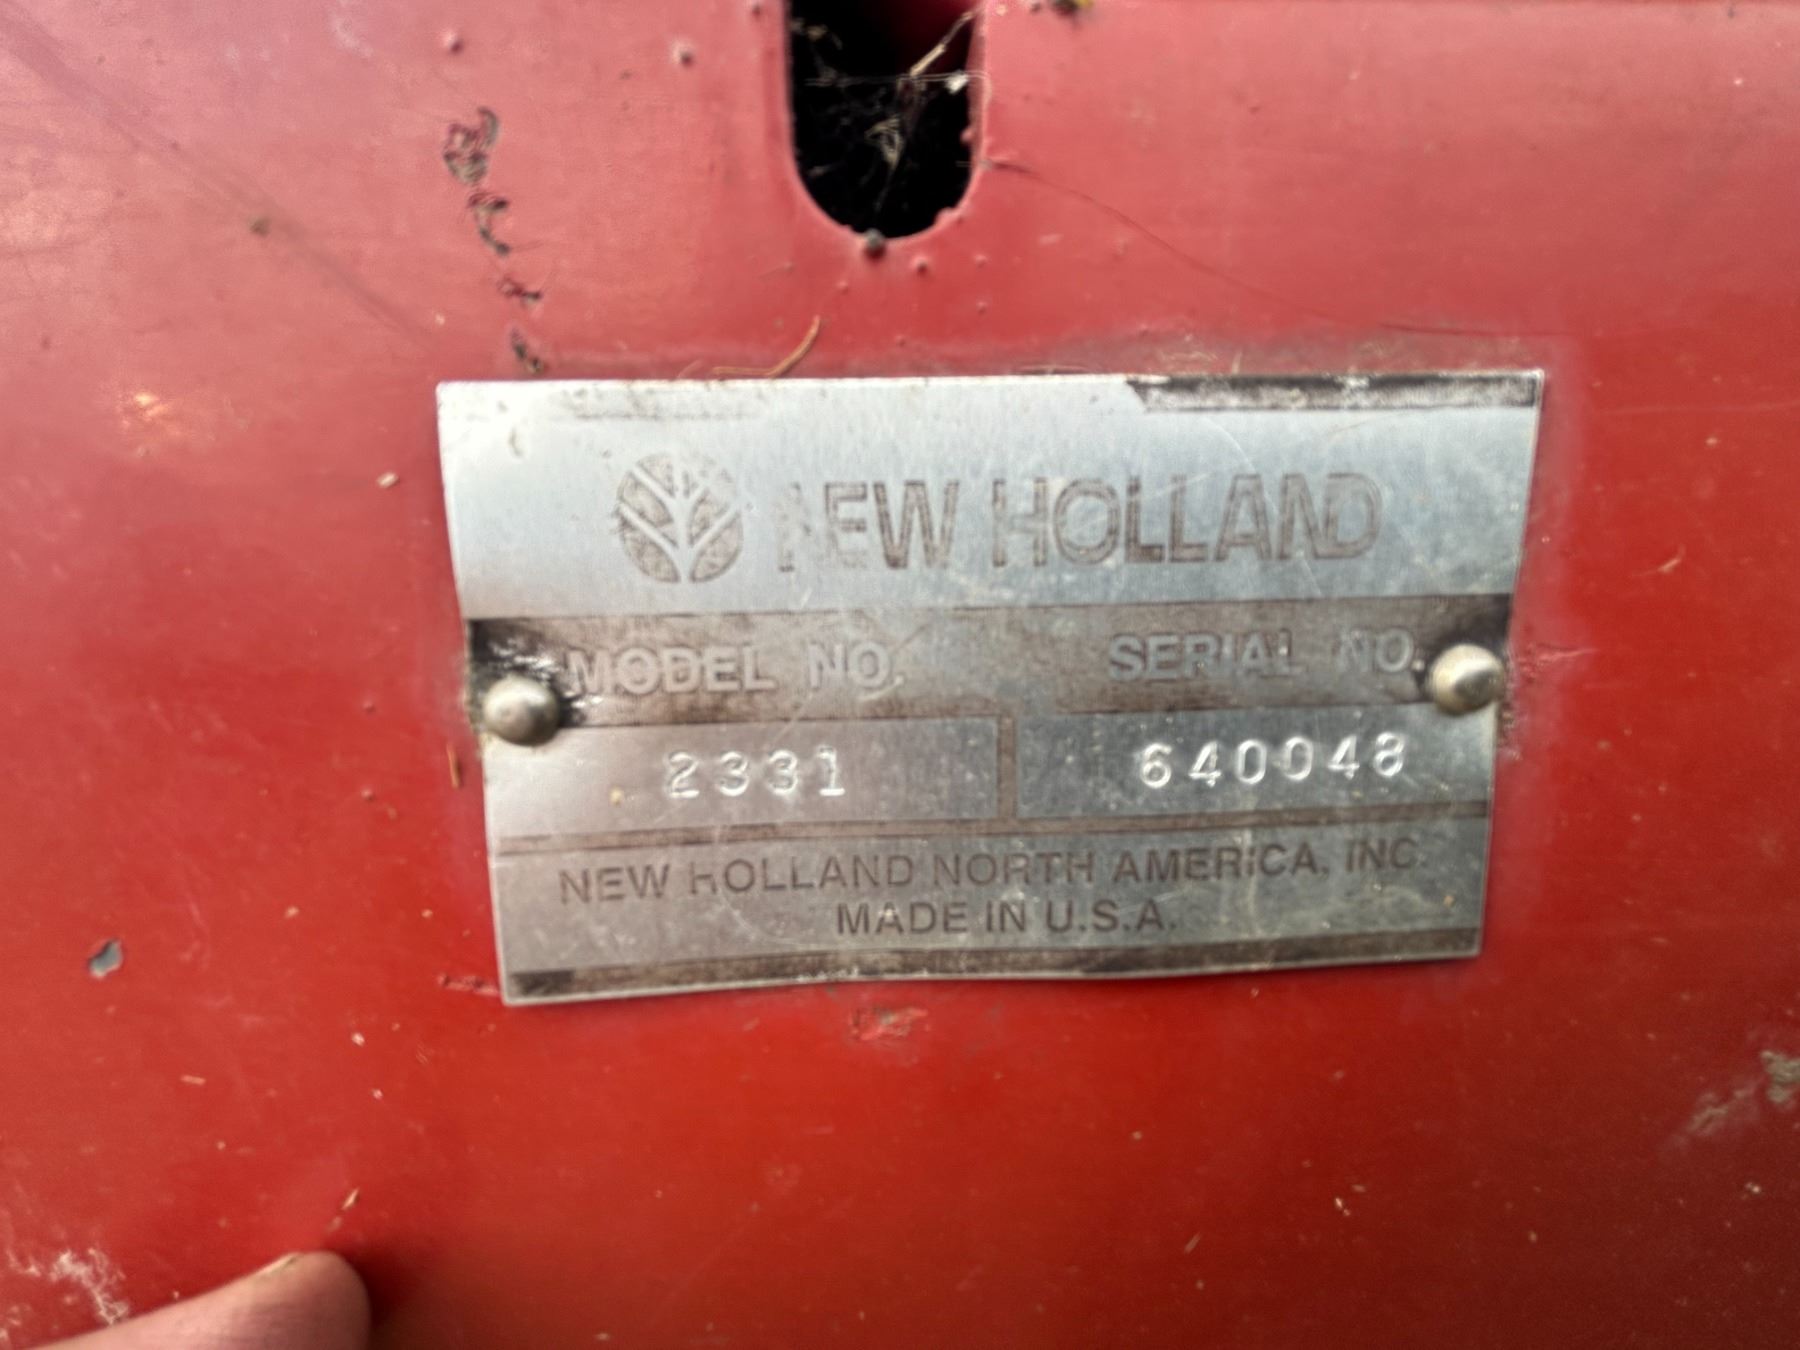 NEW HOLLAND
MODEL NO. SERIAL NO.
2331 640048
NEW HOLLAND NORTH AMERICA, INC.
MADE IN U.S.A.